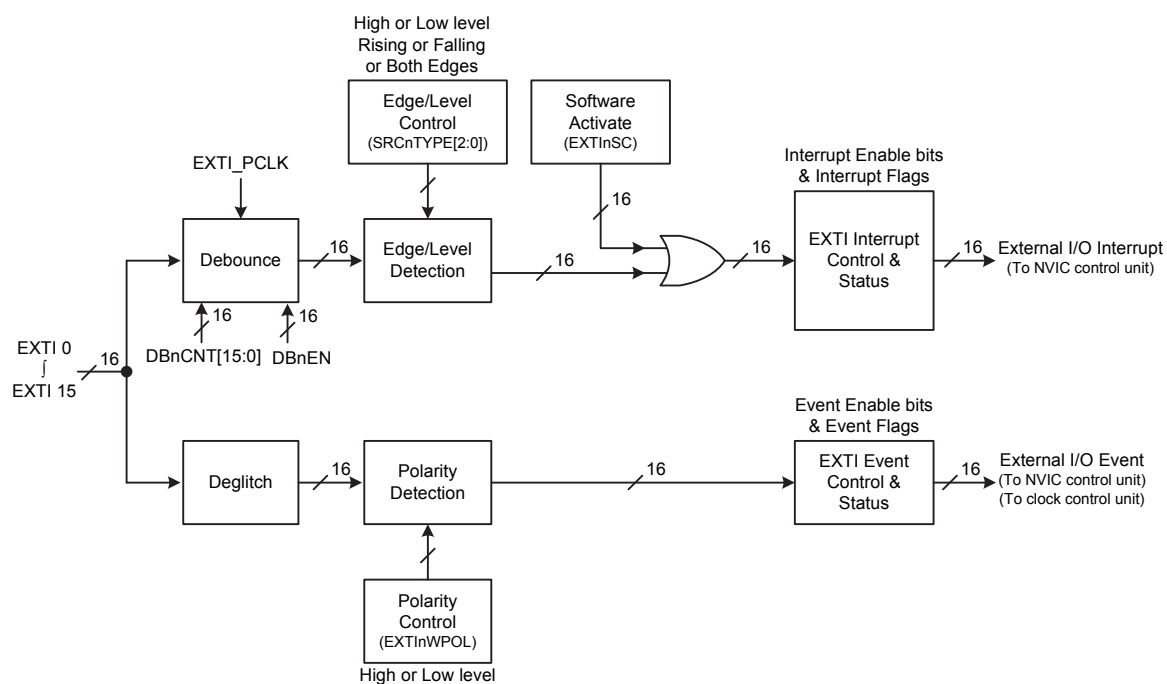 High or Low level
Rising or Falling
or Both Edges
Edge/Level
Control
(SRCnTYPE[2:0])
Software
Activate
(EXTInSC)
EXTI_PCLK
Interrupt Enable bits
& Interrupt Flags
16
Debounce
16
Edge/Level
Detection
16
16
EXTI Interrupt
Control &
Status
16
External I/O Interrupt
(To NVIC control unit)
16
16
DBnCNT[15:0]
DBnEN
EXTI 0
∫
EXTI 15
16
Event Enable bits
& Event Flags
Deglitch
16
Polarity
Detection
16
EXTI Event
Control &
Status
16
External I/O Event
(To NVIC control unit)
(To clock control unit)
Polarity
Control
(EXTInWPOL)
High or Low level